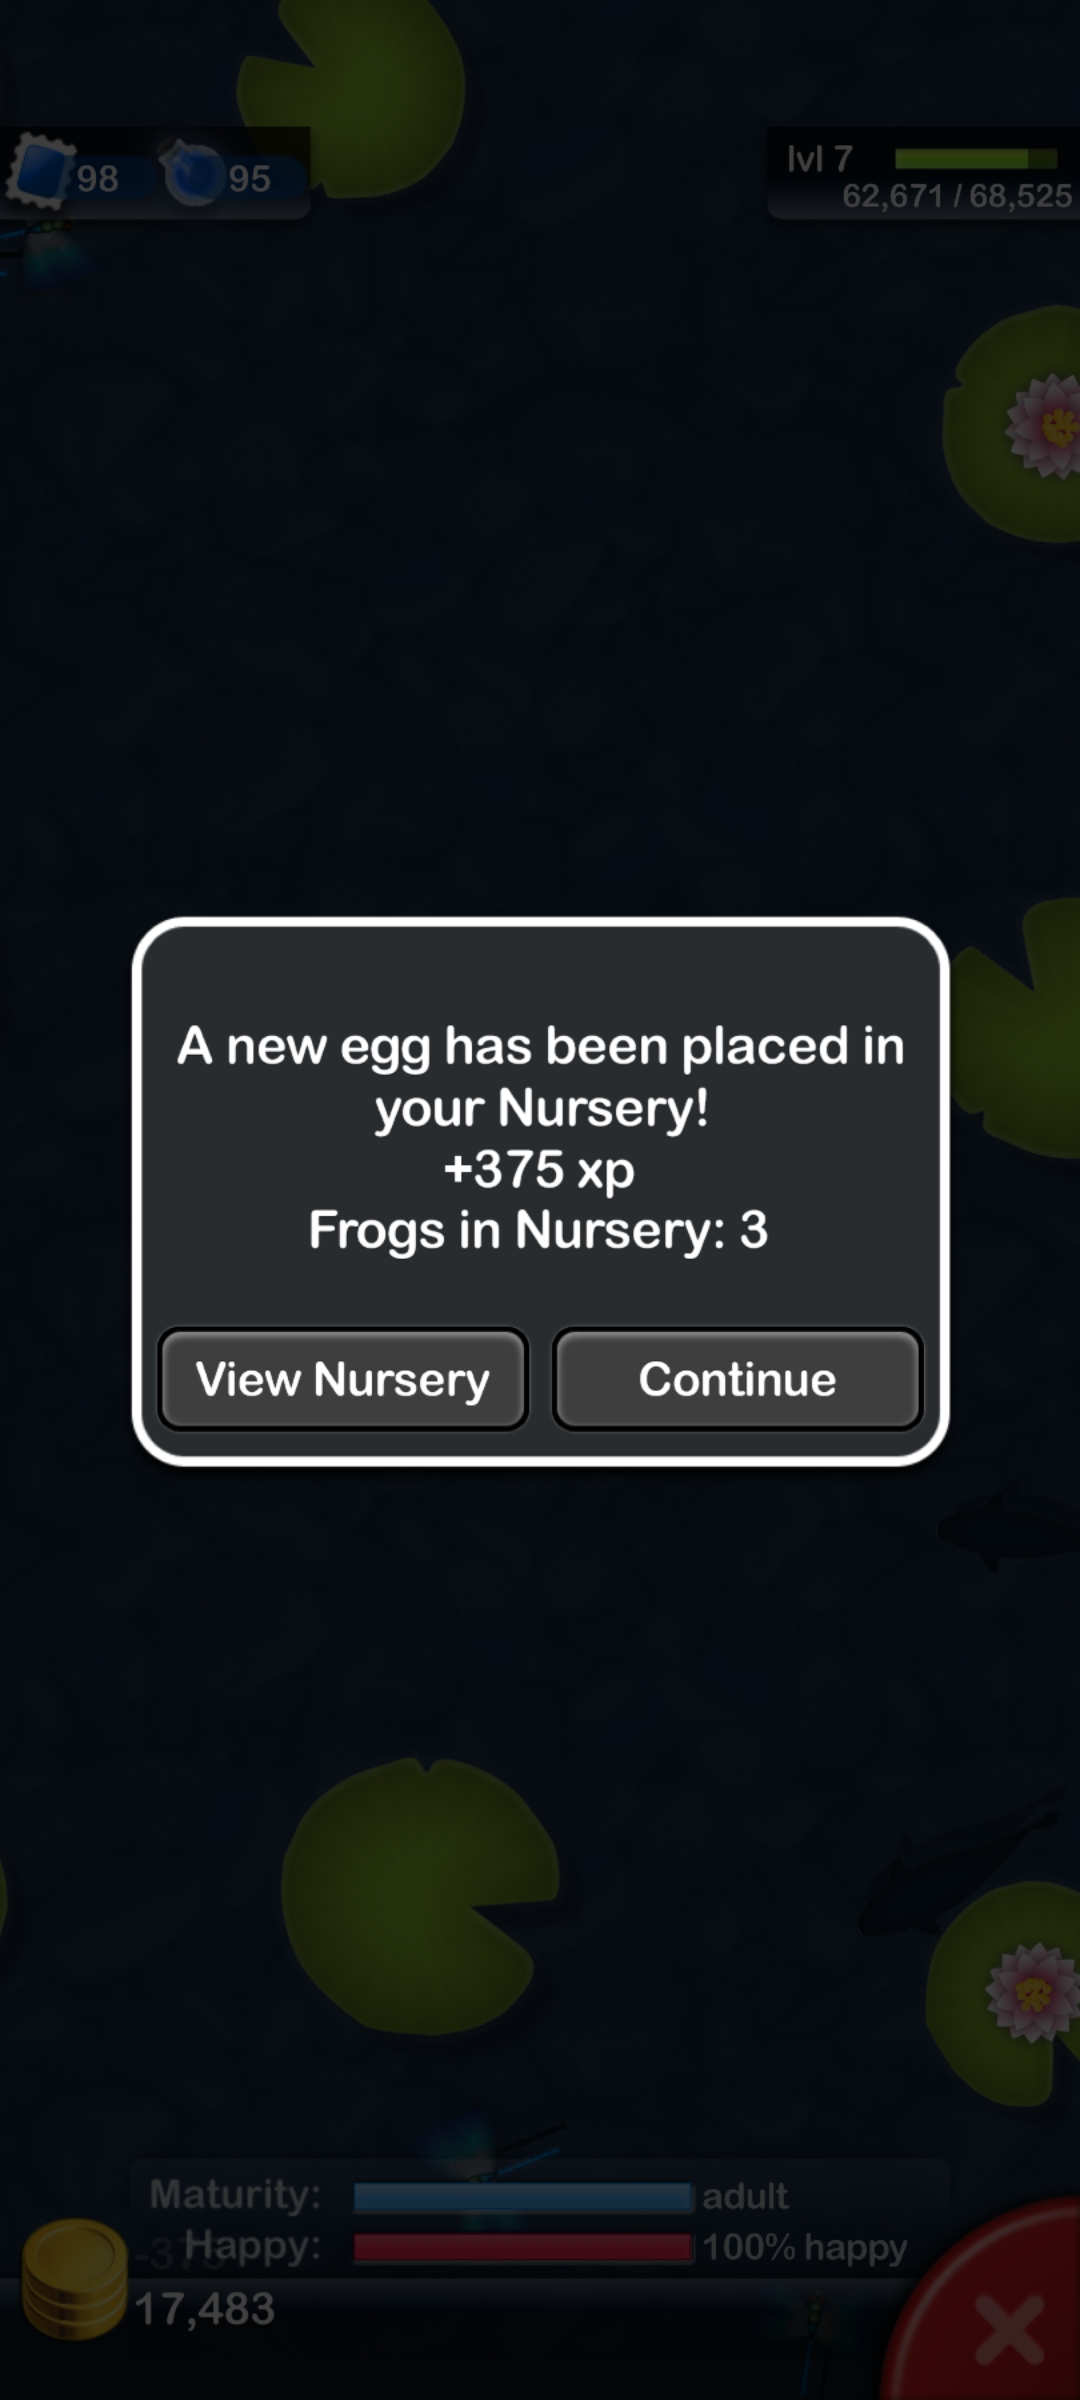 98
95
lvl 7
62,671 / 68,525
A new egg has been placed in
your Nursery!
+375 xp
Frogs in Nursery: 3
View Nursery
Continue
Maturity:
adult
Happy:
100% happy
17,483